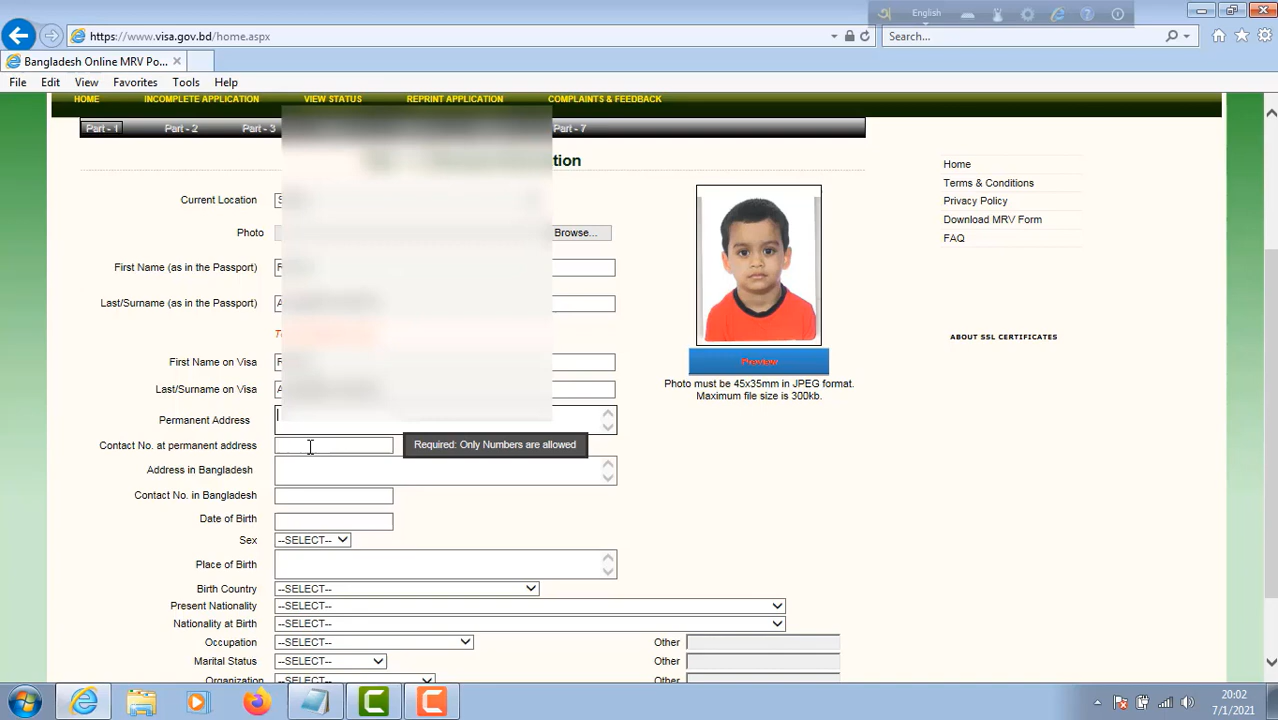 অ English
https://www.visa.gov.bd/home.aspx
Search...
Bangladesh Online MRV Po...
File Edit View Favorites Tools Help
HOME INCOMPLETE APPLICATION VIEW STATUS REPRINT APPLICATION COMPLAINTS & FEEDBACK
Part - 1 Part - 2 Part - 3 Part - 7
Home
Terms & Conditions
Privacy Policy
Download MRV Form
FAQ
Current Location
Photo Browse...
First Name (as in the Passport)
Last/Surname (as in the Passport)
First Name on Visa
Last/Surname on Visa
Preview
Photo must be 45x35mm in JPEG format.
Maximum file size is 300kb.
ABOUT SSL CERTIFICATES
Permanent Address
Contact No. at permanent address Required: Only Numbers are allowed
Address in Bangladesh
Contact No. in Bangladesh
Date of Birth
Sex --SELECT--
Place of Birth
Birth Country --SELECT--
Present Nationality --SELECT--
Nationality at Birth --SELECT--
Occupation --SELECT-- Other
Marital Status --SELECT-- Other
Organization
20:02
7/1/2021